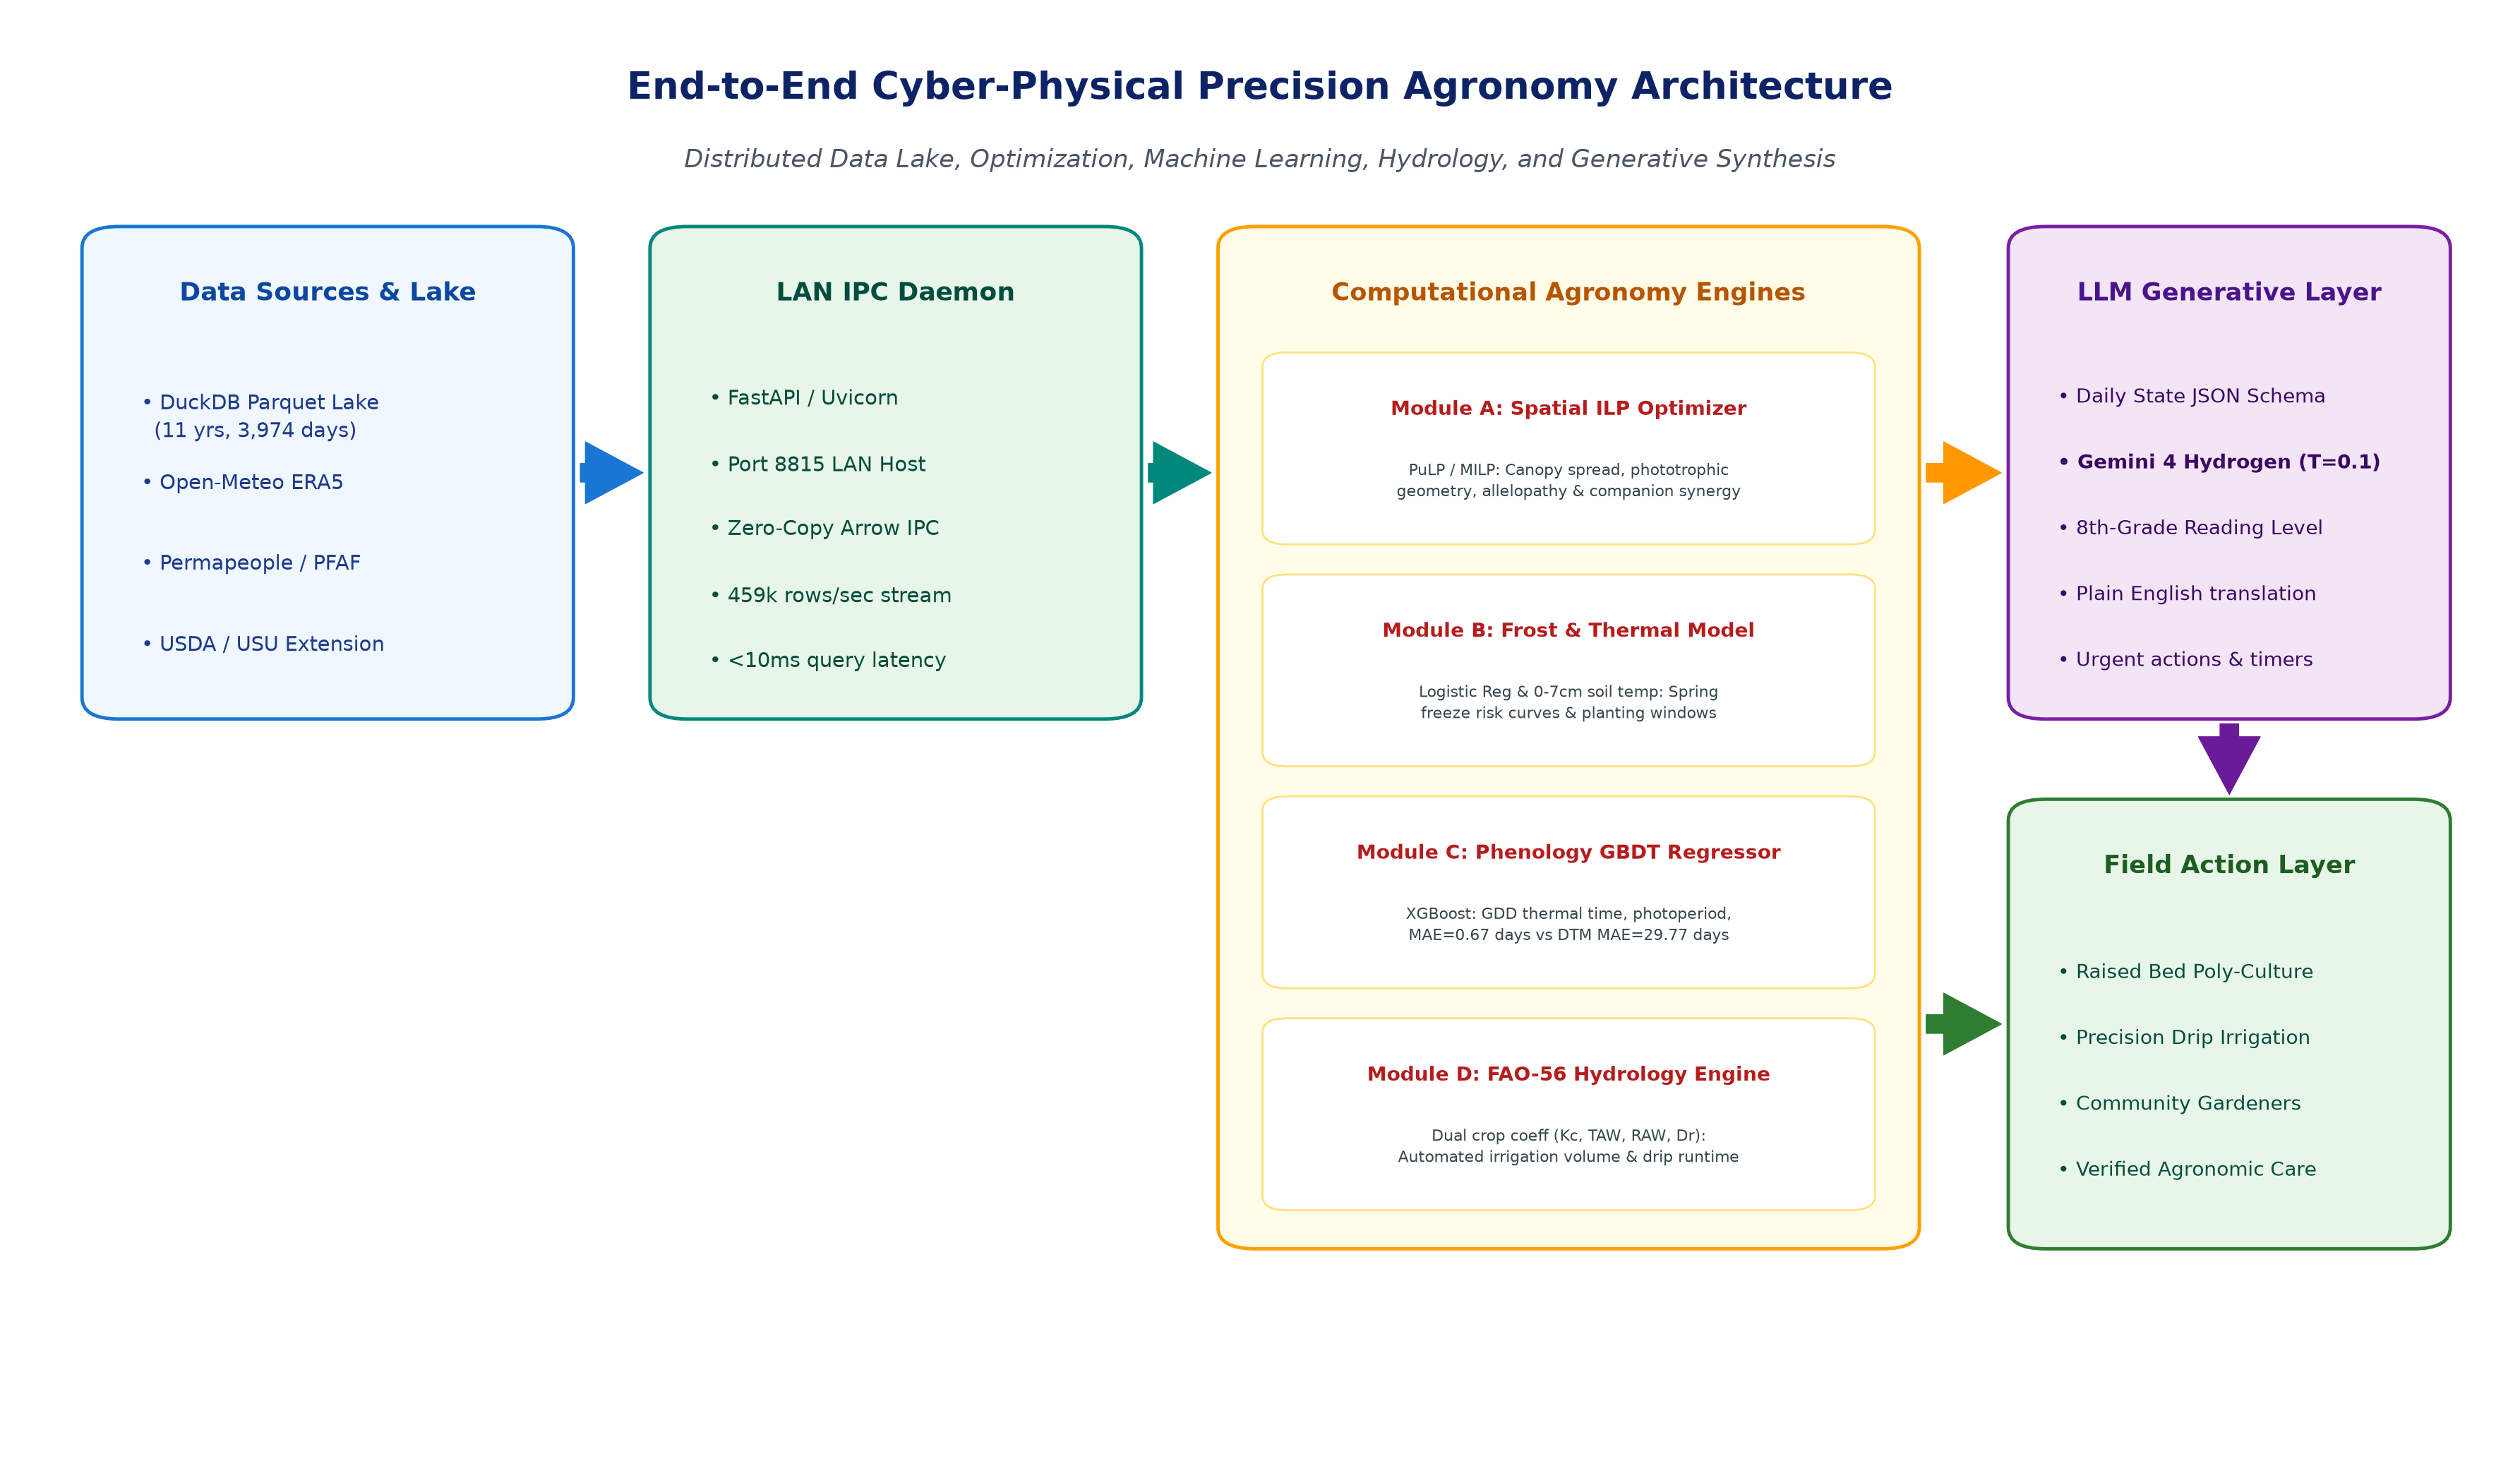 End-to-End Cyber-Physical Precision Agronomy Architecture
Distributed Data Lake, Optimization, Machine Learning, Hydrology, and Generative Synthesis
Data Sources & Lake
• DuckDB Parquet Lake
(11 yrs, 3,974 days)
• Open-Meteo ERA5
• Permapeople / PFAF
• USDA / USU Extension
LAN IPC Daemon
• FastAPI / Uvicorn
• Port 8815 LAN Host
• Zero-Copy Arrow IPC
• 459k rows/sec stream
• <10ms query latency
Computational Agronomy Engines
Module A: Spatial ILP Optimizer
PuLP / MILP: Canopy spread, phototrophic
geometry, allelopathy & companion synergy
Module B: Frost & Thermal Model
Logistic Reg & 0-7cm soil temp: Spring
freeze risk curves & planting windows
Module C: Phenology GBDT Regressor
XGBoost: GDD thermal time, photoperiod,
MAE=0.67 days vs DTM MAE=29.77 days
Module D: FAO-56 Hydrology Engine
Dual crop coeff (Kc, TAW, RAW, Dr):
Automated irrigation volume & drip runtime
LLM Generative Layer
• Daily State JSON Schema
• Gemini 4 Hydrogen (T=0.1)
• 8th-Grade Reading Level
• Plain English translation
• Urgent actions & timers
Field Action Layer
• Raised Bed Poly-Culture
• Precision Drip Irrigation
• Community Gardeners
• Verified Agronomic Care